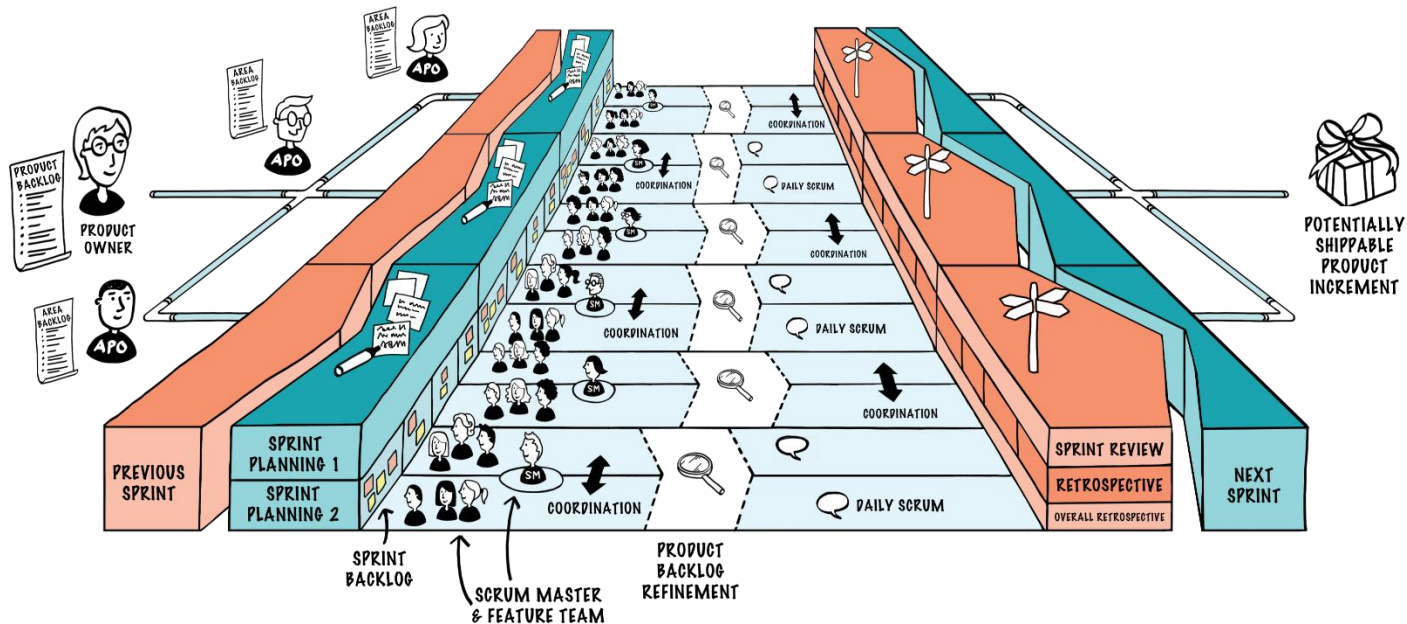 AREA
BACKLOG
APO
AREA
BACKLOG
APO
PRODUCT
BACKLOG
PRODUCT
OWNER
AREA
BACKLOG
APO
COORDINATION
SM
COORDINATION
DAILY SCRUM
COORDINATION
SM
COORDINATION
DAILY SCRUM
SM
COORDINATION
SM
COORDINATION
DAILY SCRUM
PREVIOUS
SPRINT
SPRINT
PLANNING 1
SPRINT
PLANNING 2
SPRINT REVIEW
RETROSPECTIVE
OVERALL RETROSPECTIVE
NEXT
SPRINT
POTENTIALLY
SHIPPABLE
PRODUCT
INCREMENT
SPRINT
BACKLOG
SCRUM MASTER
& FEATURE TEAM
PRODUCT
BACKLOG
REFINEMENT